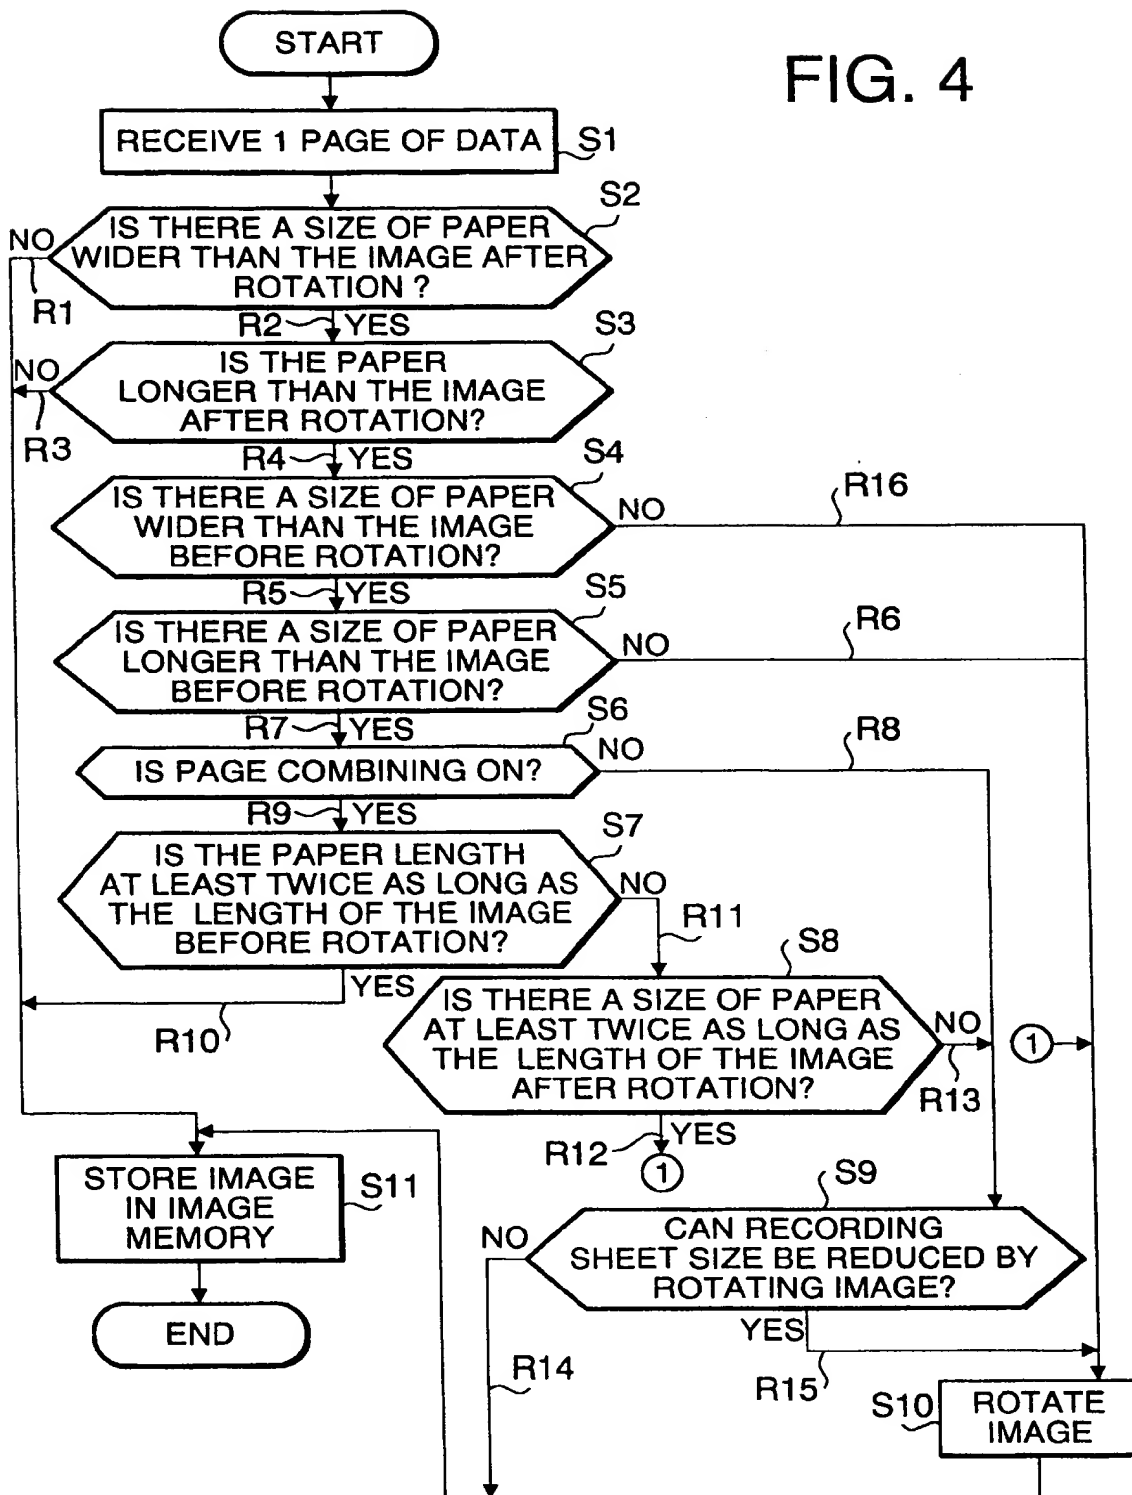 FIG. 4
START
RECEIVE 1 PAGE OF DATA
S1
S2
IS THERE A SIZE OF PAPER
WIDER THAN THE IMAGE AFTER
ROTATION ?
NO
R1
R2
YES
S3
IS THE PAPER
LONGER THAN THE IMAGE
AFTER ROTATION?
NO
R3
R4
YES
S4
IS THERE A SIZE OF PAPER
WIDER THAN THE IMAGE
BEFORE ROTATION?
NO
R16
R5
YES
S5
IS THERE A SIZE OF PAPER
LONGER THAN THE IMAGE
BEFORE ROTATION?
NO
R6
R7
YES
S6
IS PAGE COMBINING ON?
NO
R8
R9
YES
S7
IS THE PAPER LENGTH
AT LEAST TWICE AS LONG AS
THE LENGTH OF THE IMAGE
BEFORE ROTATION?
NO
R11
YES
R10
S8
IS THERE A SIZE OF PAPER
AT LEAST TWICE AS LONG AS
THE LENGTH OF THE IMAGE
AFTER ROTATION?
NO
R13
1
R12
YES
1
S9
CAN RECORDING
SHEET SIZE BE REDUCED BY
ROTATING IMAGE?
NO
R14
YES
R15
S10
ROTATE
IMAGE
STORE IMAGE
IN IMAGE
MEMORY
S11
END